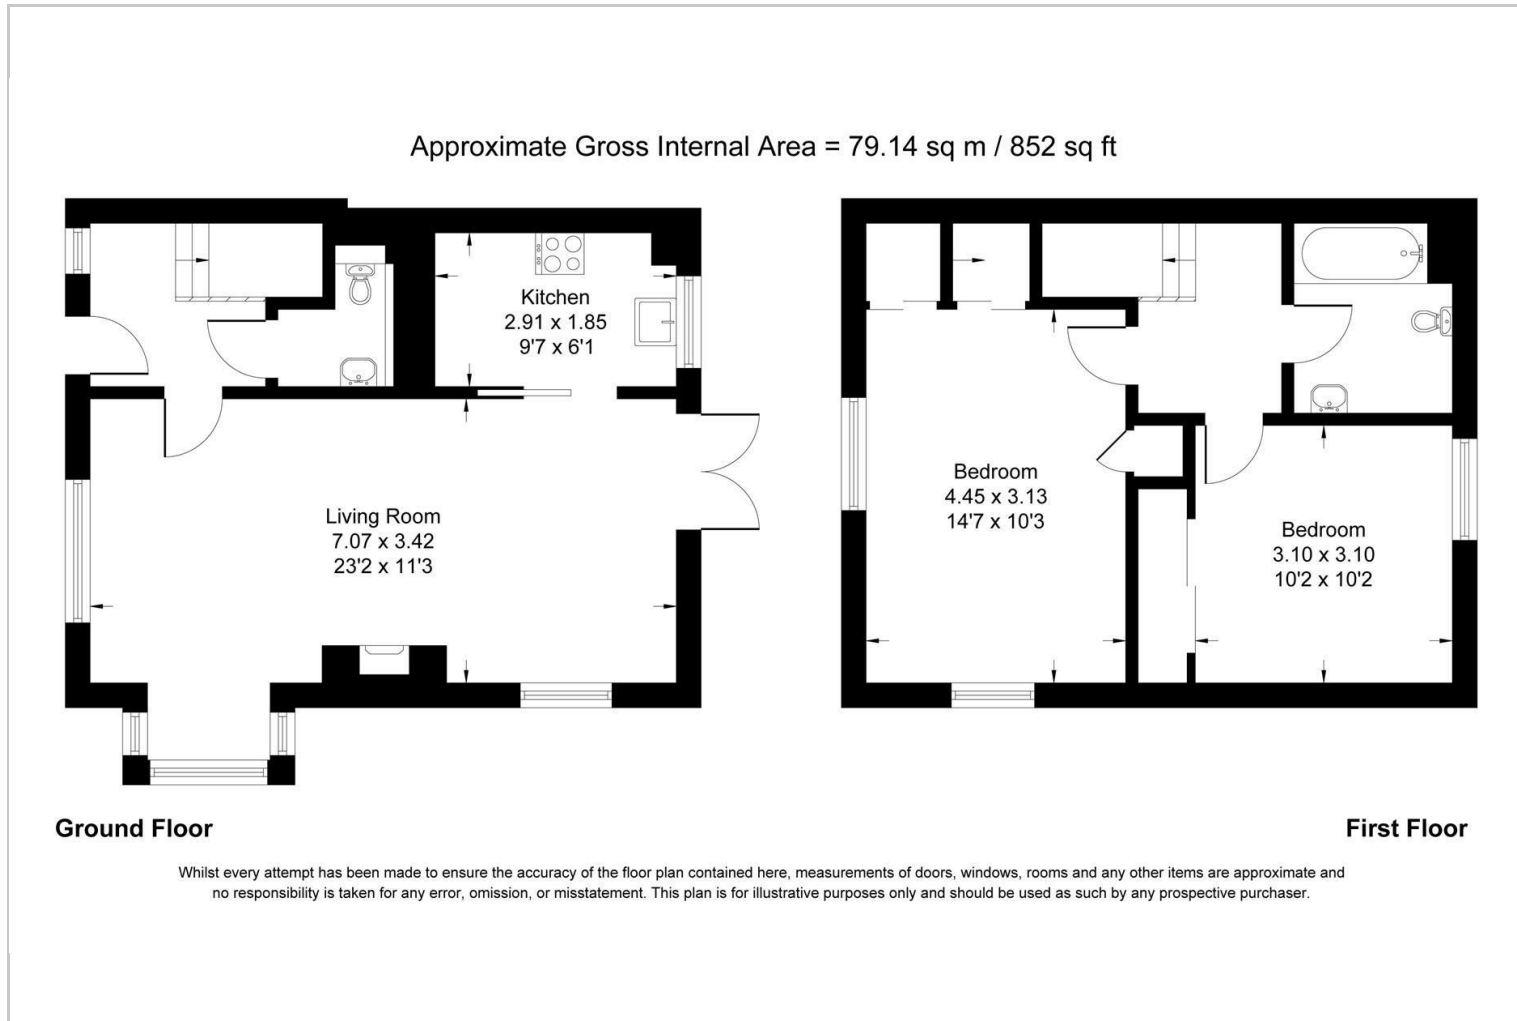 Approximate Gross Internal Area = 79.14 sq m / 852 sq ft
Kitchen
2.91 x 1.85
9'7 x 6'1
Living Room
7.07 x 3.42
23'2 x 11'3
Bedroom
4.45 x 3.13
14'7 x 10'3
Bedroom
3.10 x 3.10
10'2 x 10'2
Ground Floor
First Floor
Whilst every attempt has been made to ensure the accuracy of the floor plan contained here, measurements of doors, windows, rooms and any other items are approximate and
no responsibility is taken for any error, omission, or misstatement. This plan is for illustrative purposes only and should be used as such by any prospective purchaser.